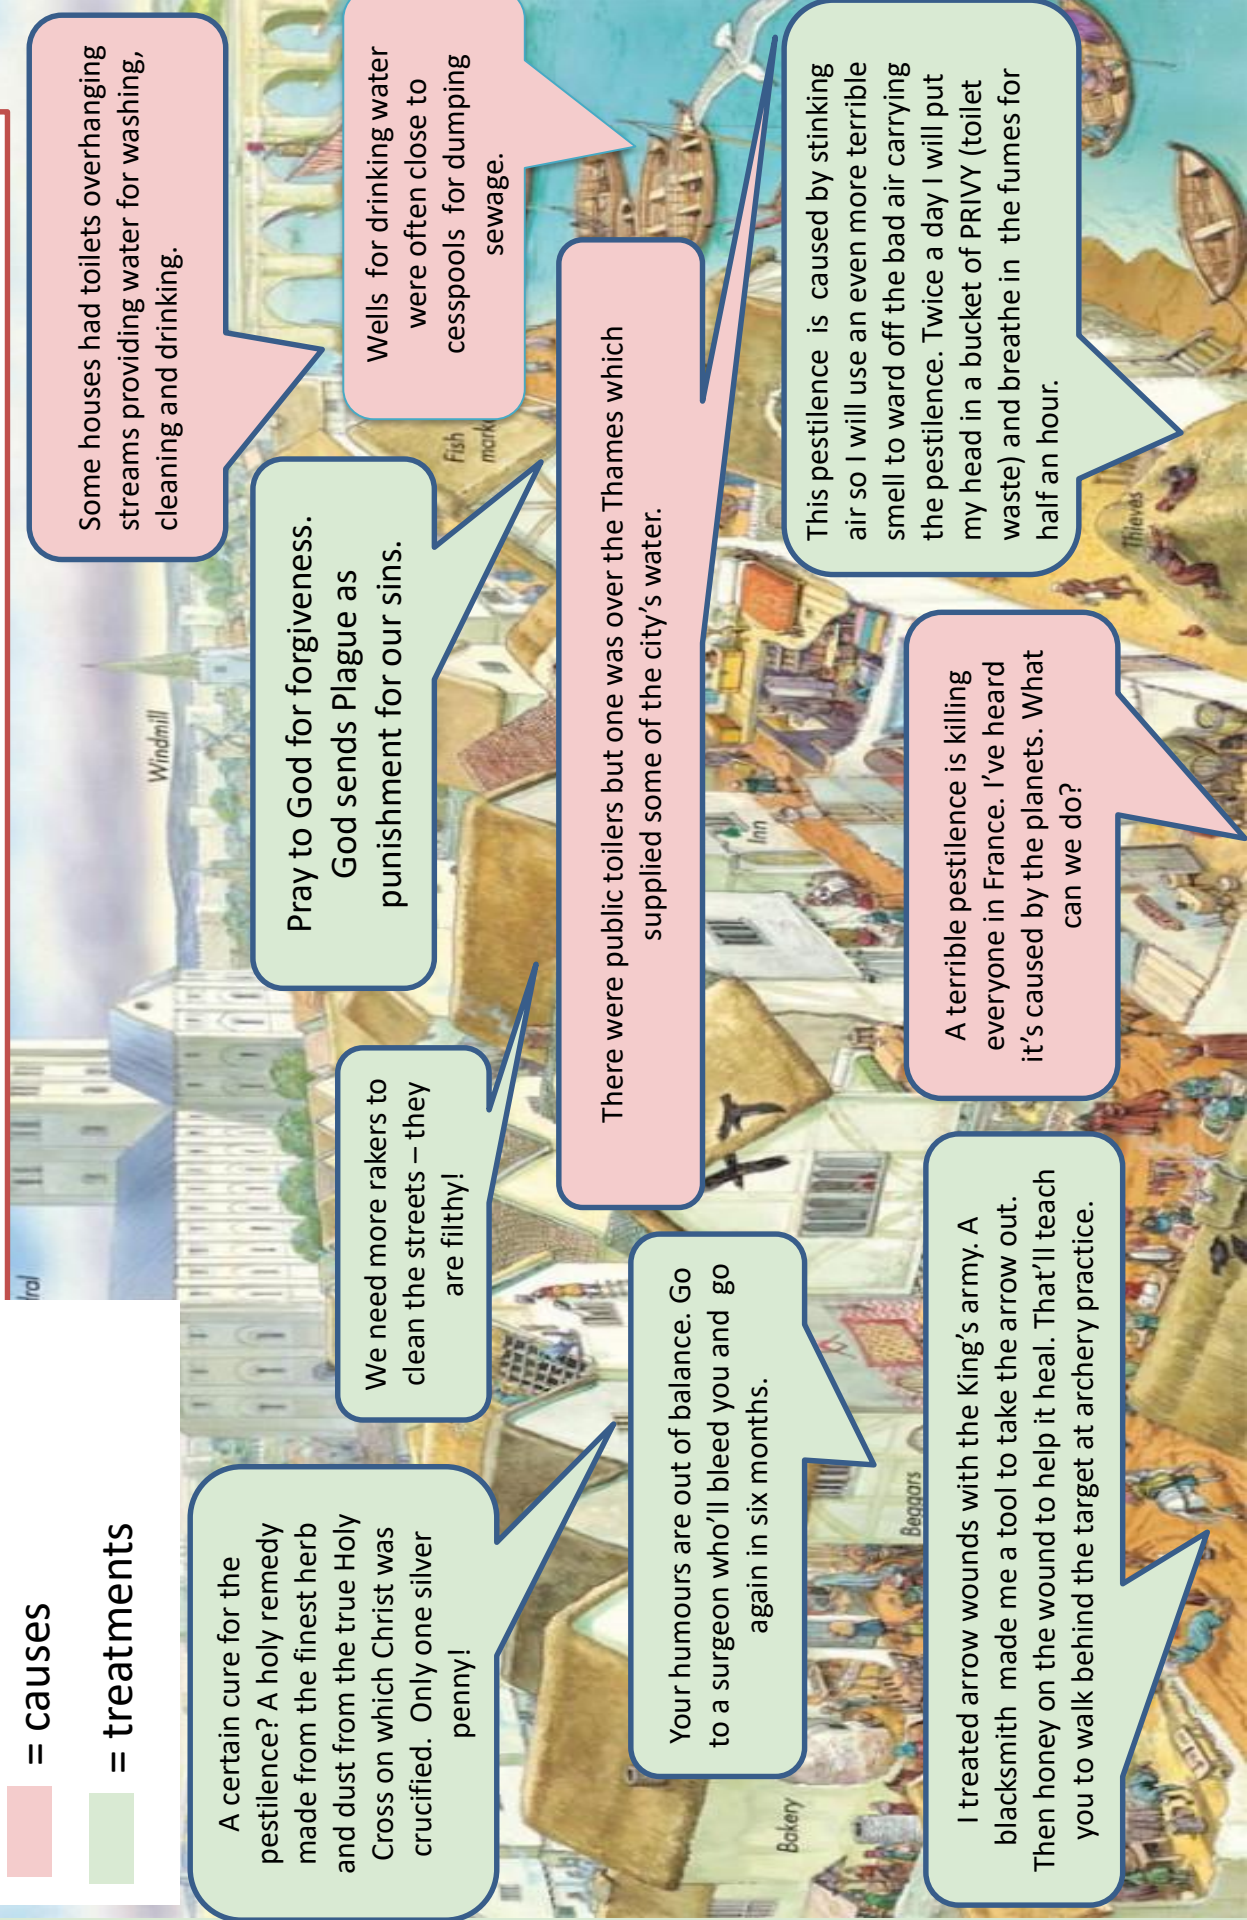 = causes
= treatments
dral
Windmill
Fish
mark
Thieves
Inn
Beggars
Bakery
A certain cure for the
pestilence? A holy remedy
made from the finest herb
and dust from the true Holy
Cross on which Christ was
crucified.  Only one silver
penny!
We need more rakers to
clean the streets – they
are filthy!
Pray to God for forgiveness.
God sends Plague as
punishment for our sins.
Some houses had toilets overhanging
streams providing water for washing,
cleaning and drinking.
Wells  for drinking water
were often close to
cesspools  for dumping
sewage.
There were public toilers but one was over the Thames which
supplied some of the city’s water.
Your humours are out of balance. Go
to a surgeon who’ll bleed you and  go
again in six months.
I treated arrow wounds with the King’s army. A
blacksmith  made me a tool to take the arrow out.
Then honey on the wound to help it heal. That’ll teach
you to walk behind the target at archery practice.
A terrible pestilence is killing
everyone in France. I’ve heard
it’s caused by the planets. What
can we do?
This pestilence  is  caused by stinking
air so I will use an even more terrible
smell to ward off the bad air carrying
the pestilence. Twice a day I will put
my head in a bucket of PRIVY (toilet
waste) and breathe in  the fumes for
half an hour.